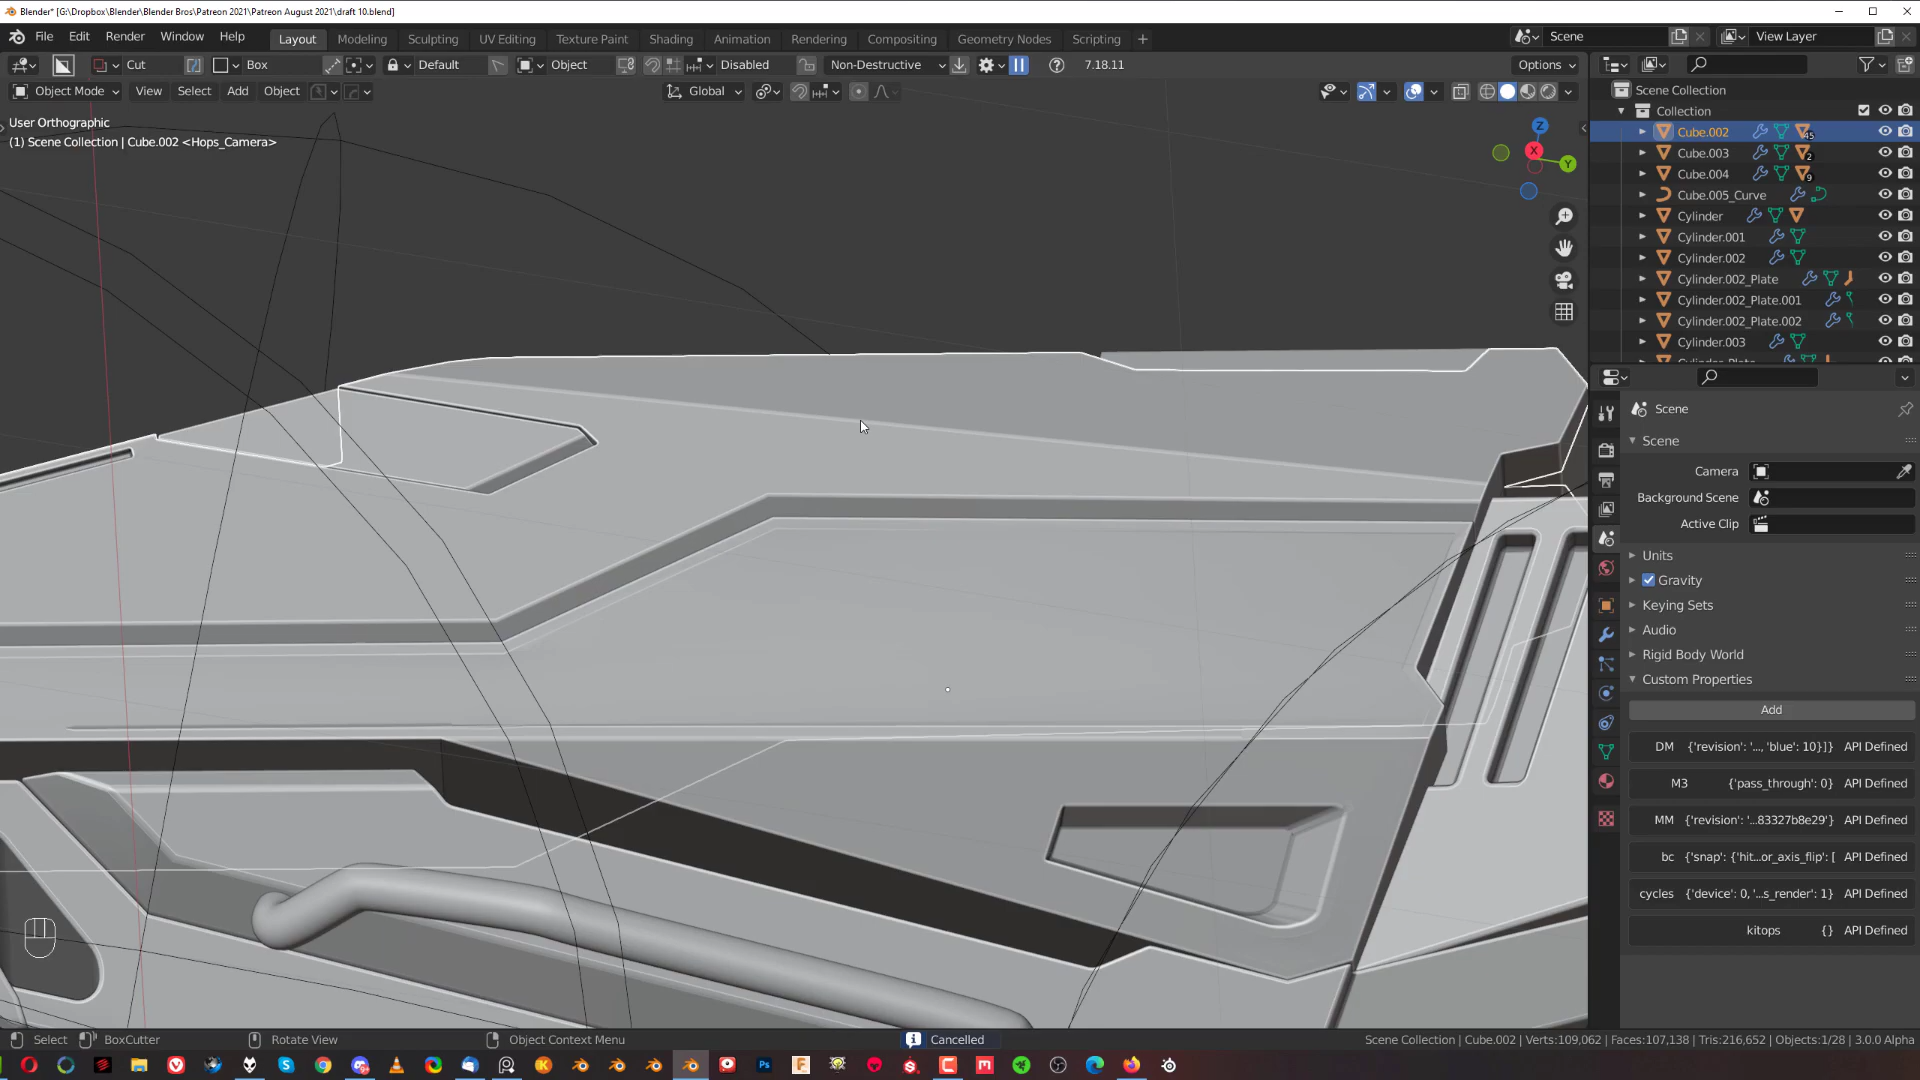 Blender* [G:\Dropbox\Blender\Blender Bros\Patreon 2021\Patreon August 2021\draft 10.blend]
File Edit Render Window Help Layout Modeling Sculpting UV Editing Texture Paint Shading Animation Rendering Compositing Geometry Nodes Scripting + Scene View Layer
Cut Box Default Object Disabled Non-Destructive 7.18.11 Options
Object Mode View Select Add Object Global
User Orthographic
(1) Scene Collection | Cube.002 <Hops_Camera>
Z
X
Y
Scene Collection
Collection
Cube.002 45
Cube.003 2
Cube.004 9
Cube.005_Curve
Cylinder
Cylinder.001
Cylinder.002
Cylinder.002_Plate
Cylinder.002_Plate.001
Cylinder.002_Plate.002
Cylinder.003
Scene
Scene
Camera
Background Scene
Active Clip
Units
Gravity
Keying Sets
Audio
Rigid Body World
Custom Properties
Add
DM {'revision': '..., 'blue': 10}]} API Defined
M3 {'pass_through': 0} API Defined
MM {'revision': '...83327b8e29'} API Defined
bc {'snap': {'hit...or_axis_flip': [ API Defined
cycles {'device': 0, '...s_render': 1} API Defined
kitops {} API Defined
Select BoxCutter Rotate View Object Context Menu Cancelled Scene Collection | Cube.002 | Verts:109,062 | Faces:107,138 | Tris:216,652 | Objects:1/28 | 3.0.0 Alpha